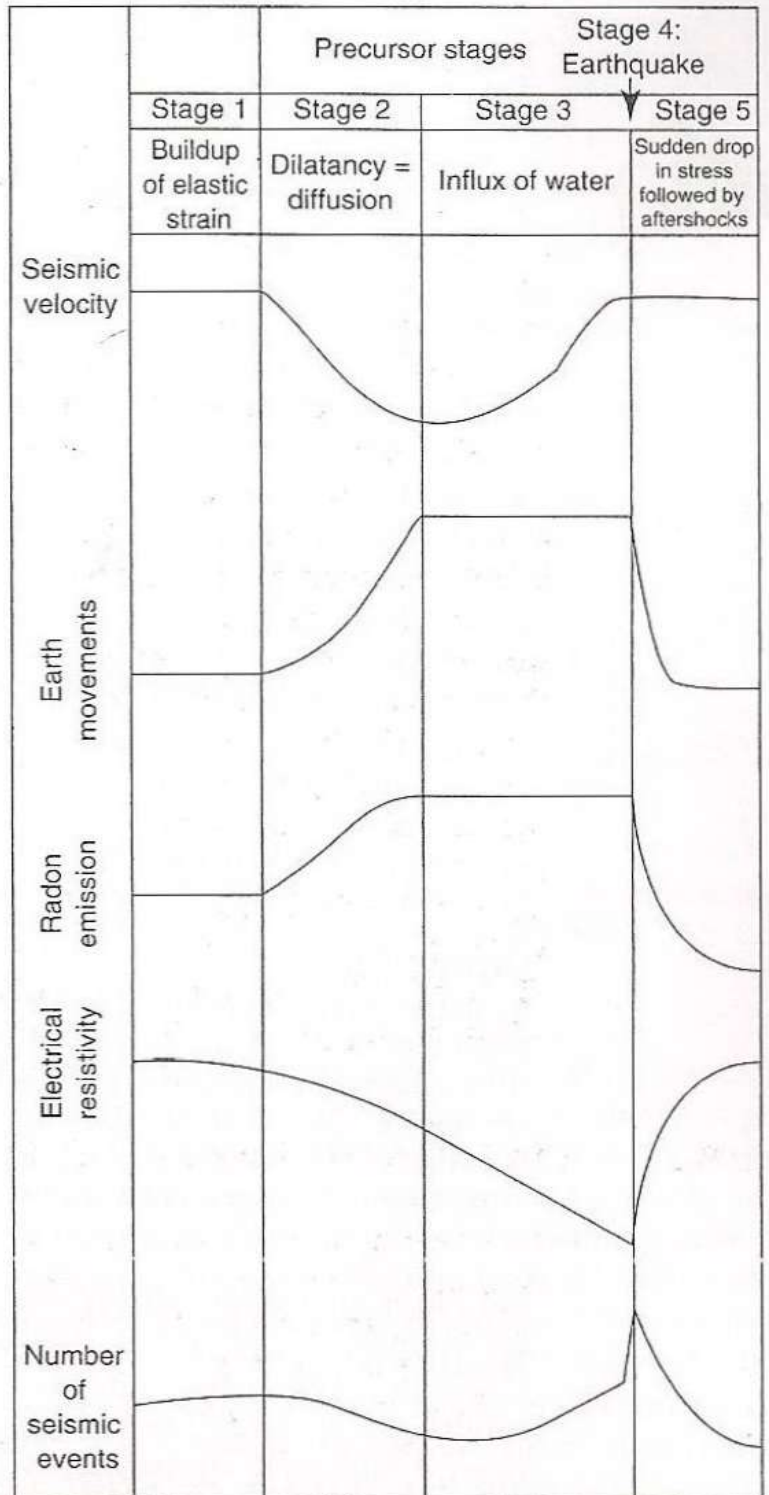 Precursor stages
Stage 4:
Earthquake
Stage 1
Stage 2
Stage 3
Stage 5
Buildup
of elastic
strain
Dilatancy =
diffusion
Influx of water
Sudden drop
in stress
followed by
aftershocks
Seismic
velocity
Earth
movements
Radon
emission
Electrical
resistivity
Number
of
seismic
events